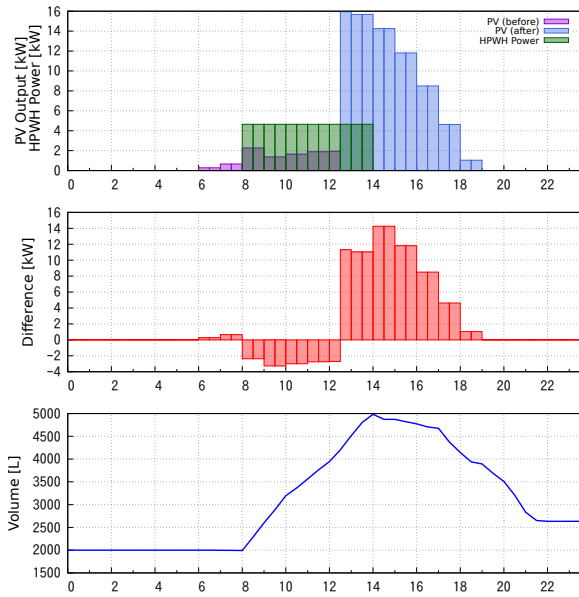 PV Output [kW]
HPWH Power [kW]
16
14
12
10
8
6
4
2
0
PV (before)
PV (after)
HPWH Power
0 2 4 6 8 10 12 14 16 18 20 22
Difference [kW]
16
14
12
10
8
6
4
2
0
-2
-4
0 2 4 6 8 10 12 14 16 18 20 22
Volume [L]
5000
4500
4000
3500
3000
2500
2000
1500
0 2 4 6 8 10 12 14 16 18 20 22